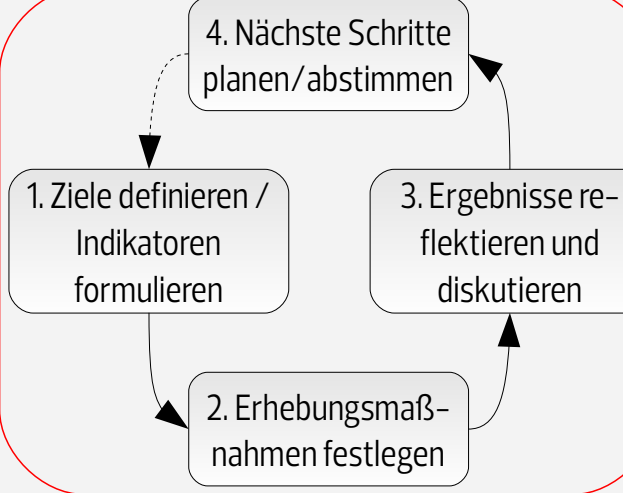 4. Nächste Schritte
planen/abstimmen
1. Ziele definieren /
Indikatoren
formulieren
3. Ergebnisse re-
flektieren und
diskutieren
2. Erhebungsmaß-
nahmen festlegen